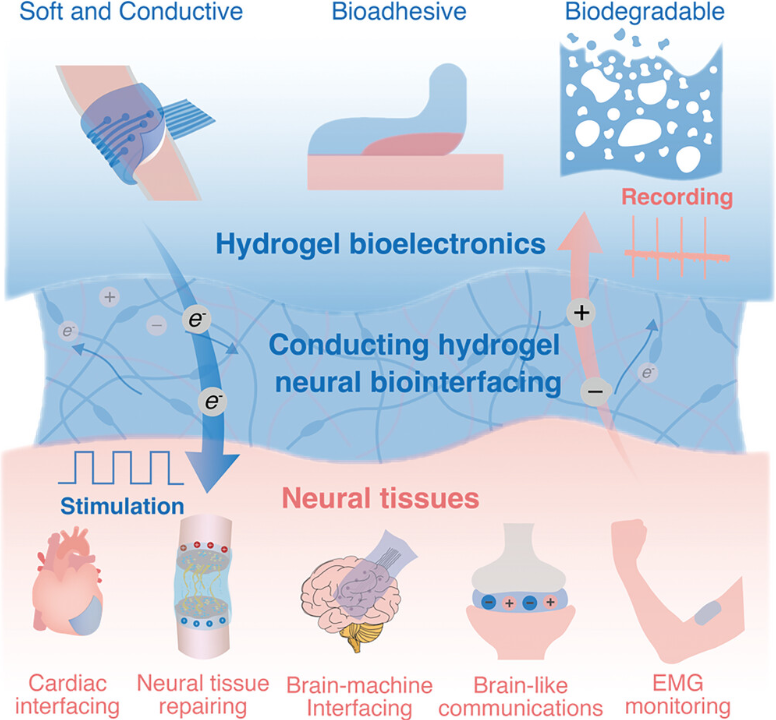 Soft and Conductive
Bioadhesive
Biodegradable
Recording
Hydrogel bioelectronics
+
e-
−
e-
+
Conducting hydrogel
neural biointerfacing
e-
e-
−
Stimulation
Neural tissues
− + − +
Cardiac
interfacing
Neural tissue
repairing
Brain-machine
Interfacing
Brain-like
communications
EMG
monitoring